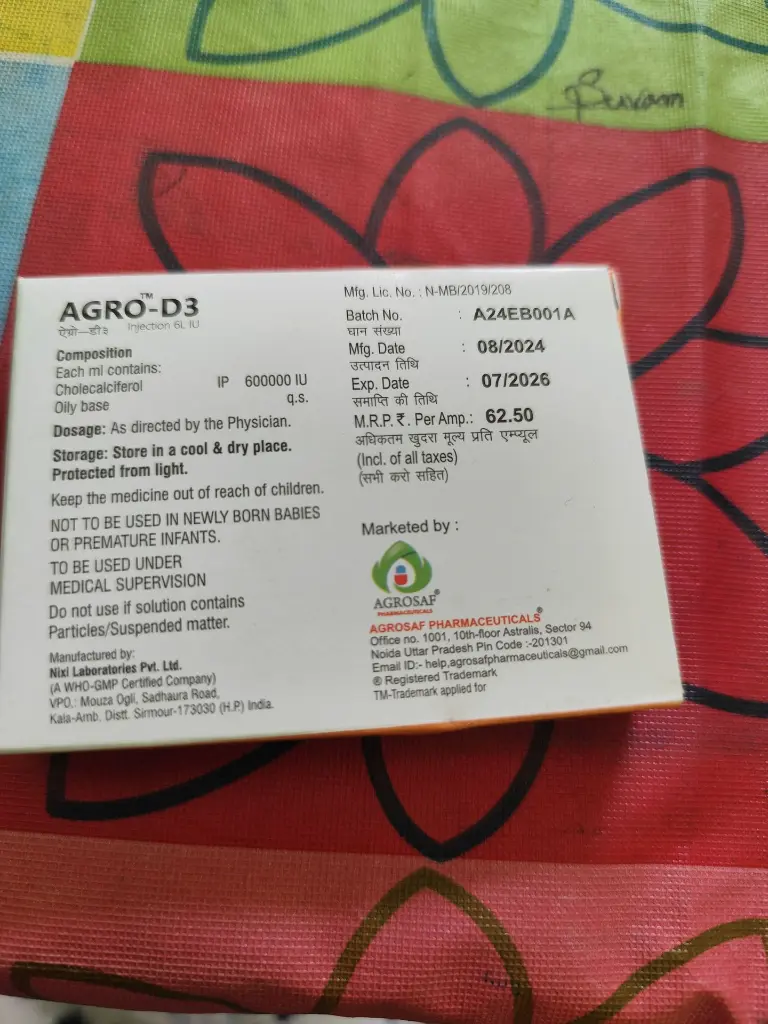 Suvam
AGRO-D3
TM
ऐग्रो-डी३
Injection 6L IU
Composition
Each ml contains:
Cholecalciferol IP 600000 IU
Oily base q.s.
Dosage: As directed by the Physician.
Storage: Store in a cool & dry place.
Protected from light.
Keep the medicine out of reach of children.
NOT TO BE USED IN NEWLY BORN BABIES
OR PREMATURE INFANTS.
TO BE USED UNDER
MEDICAL SUPERVISION
Do not use if solution contains
Particles/Suspended matter.
Manufactured by:
Nixi Laboratories Pvt. Ltd.
(A WHO-GMP Certified Company)
VPO,: Mouza Ogli, Sadhaura Road,
Kala-Amb. Distt. Sirmour-173030 (H.P.) India.
Mfg. Lic. No. : N-MB/2019/208
Batch No. : A24EB001A
घान संख्या
Mfg. Date : 08/2024
उत्पादन तिथि
Exp. Date : 07/2026
समाप्ति की तिथि
M.R.P. ₹. Per Amp.: 62.50
अधिकतम खुदरा मूल्य प्रति एम्प्यूल
(Incl. of all taxes)
(सभी करो सहित)
Marketed by :
AGROSAF®
PHARMACEUTICALS
AGROSAF PHARMACEUTICALS®
Office no. 1001, 10th-floor Astralis, Sector 94
Noida Uttar Pradesh Pin Code :-201301
Email ID:- help,agrosafpharmaceuticals@gmail.com
® Registered Trademark
TM-Trademark applied for